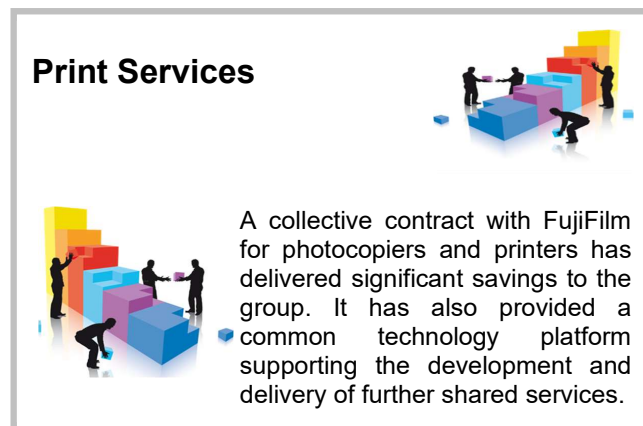 Print Services
A collective contract with FujiFilm
for photocopiers and printers has
delivered significant savings to the
group. It has also provided a
common technology platform
supporting the development and
delivery of further shared services.